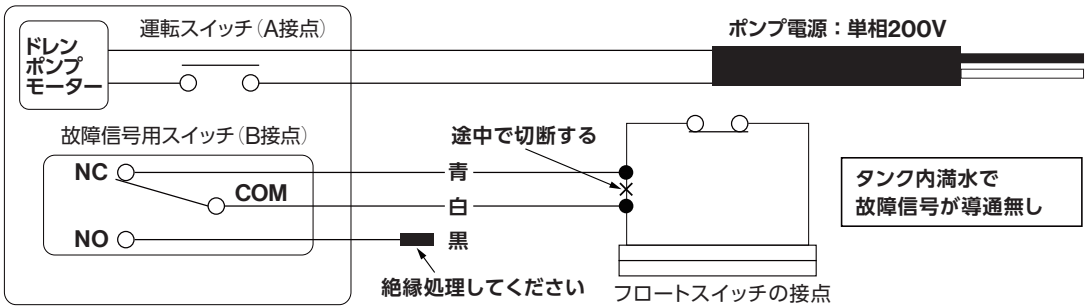 運転スイッチ（A接点）
ポンプ電源：単相200V
ドレン
ポンプ
モーター
故障信号用スイッチ（B接点）
途中で切断する
NC
青
COM
白
NO
黒
タンク内満水で
故障信号が導通無し
絶縁処理してください
フロートスイッチの接点